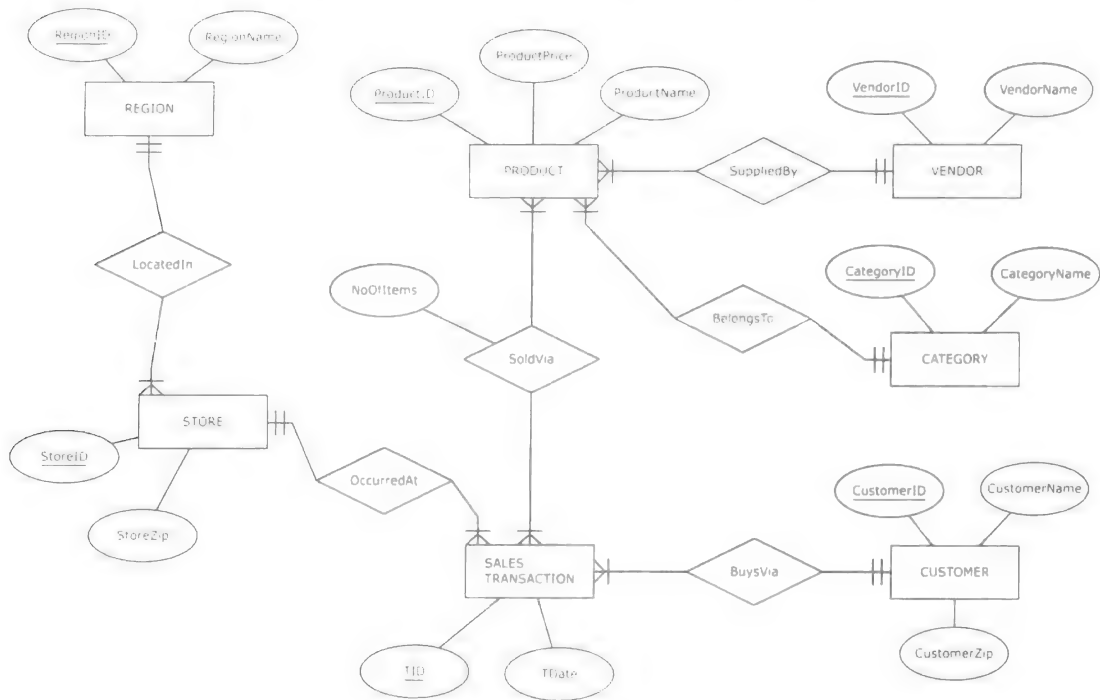 RegionID
RegionName
REGION
ProductPrice
ProductID
ProductName
PRODUCT
VendorID
VendorName
SuppliedBy
VENDOR
LocatedIn
NoOfItems
CategoryID
CategoryName
BelongsTo
SoldVia
CATEGORY
STORE
StoreID
OccurredAt
StoreZip
CustomerID
CustomerName
SALES
TRANSACTION
BuysVia
CUSTOMER
TID
TDate
CustomerZip